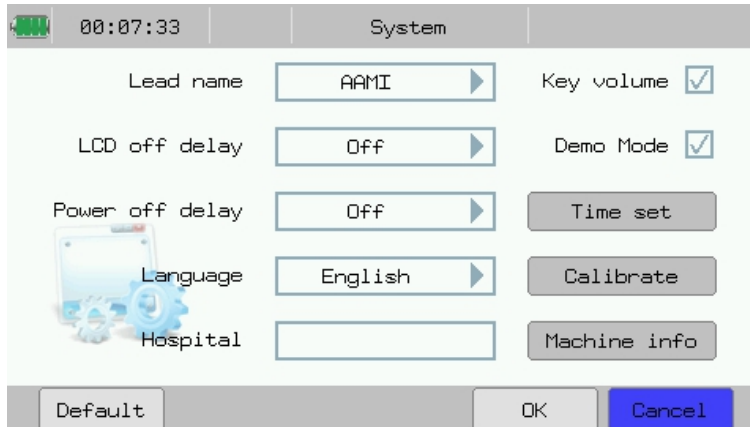 00:07:33 System
Lead name AAMI Key volume
LCD off delay Off Demo Mode
Power off delay Off Time set
Language English Calibrate
Hospital Machine info
Default OK Cancel